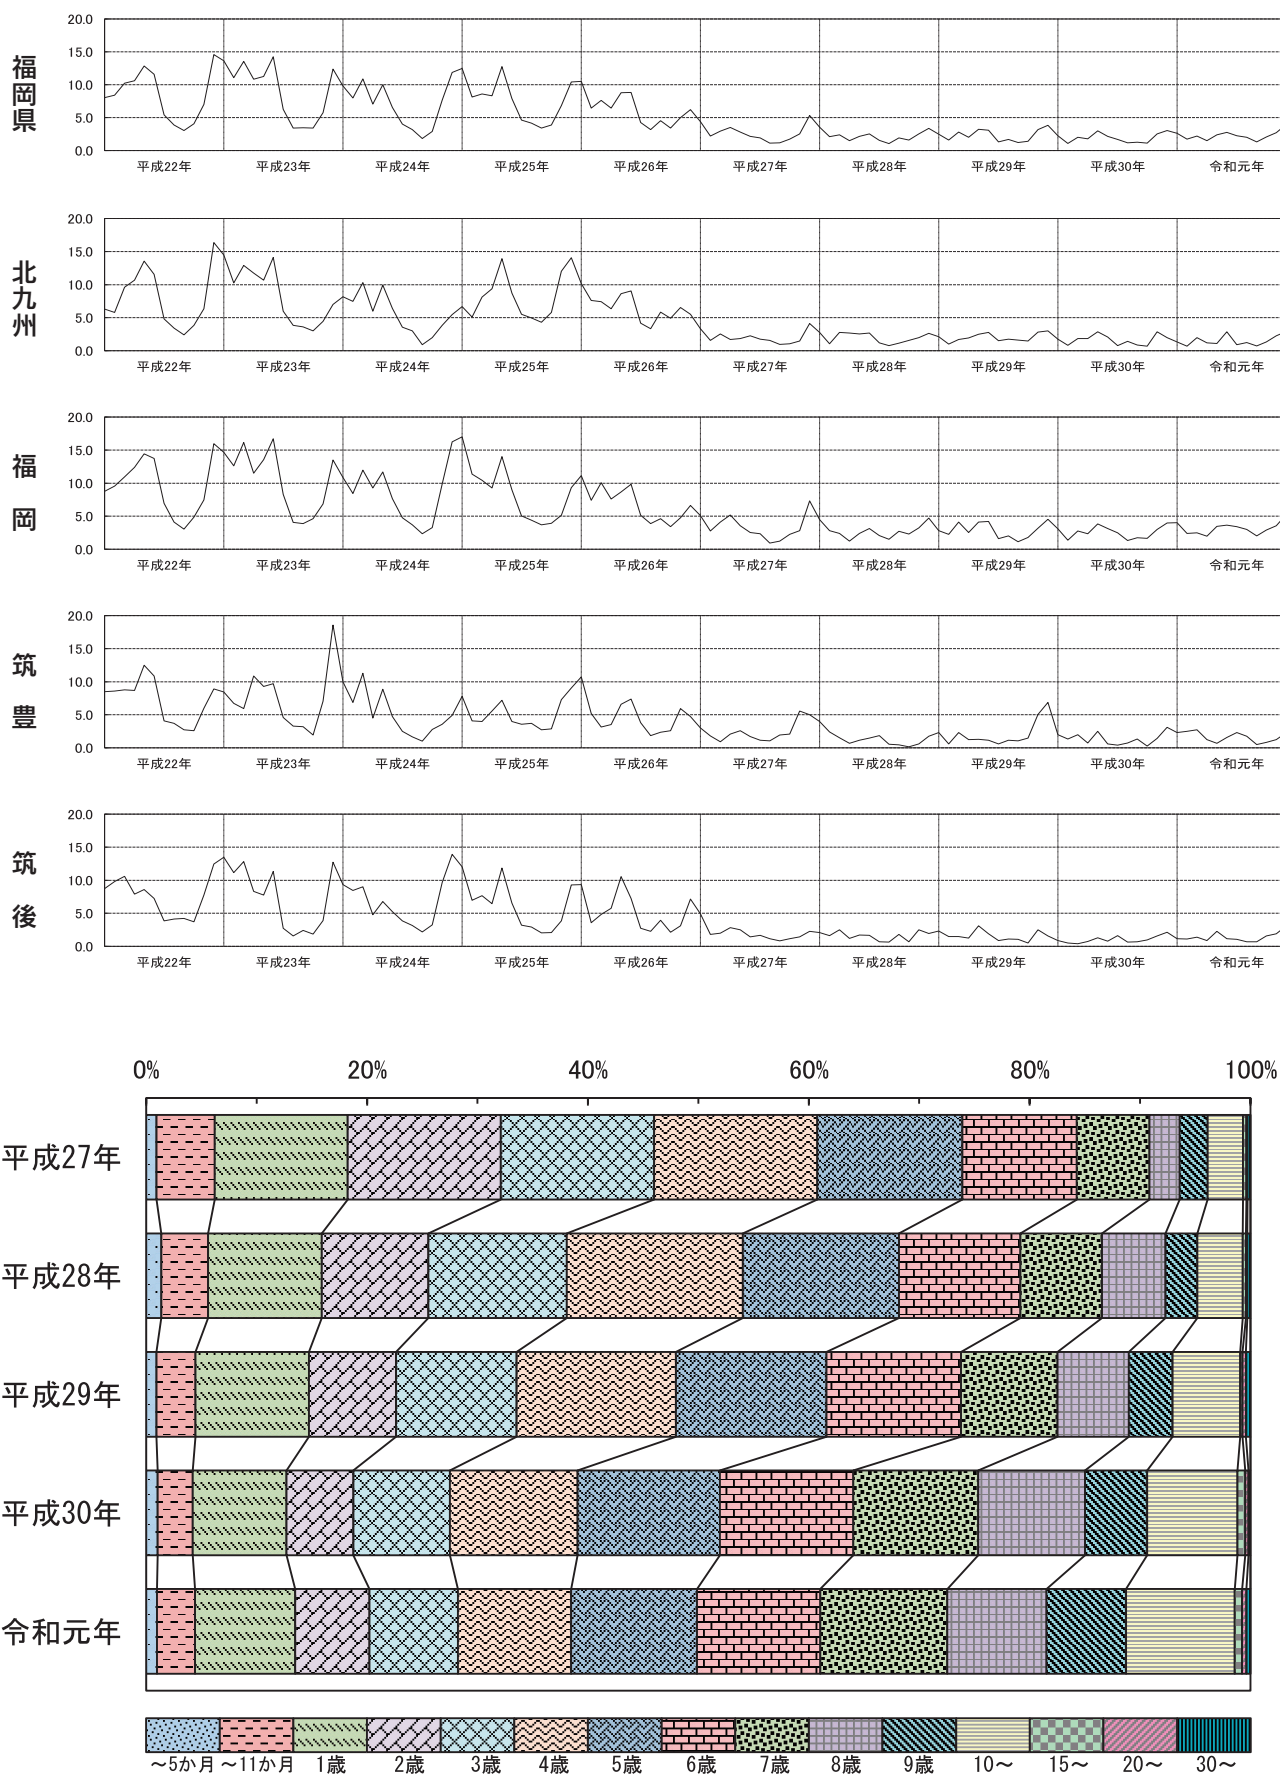 福岡県
20.0
15.0
10.0
5.0
0.0
平成22年 平成23年 平成24年 平成25年 平成26年 平成27年 平成28年 平成29年 平成30年 令和元年
北九州
20.0
15.0
10.0
5.0
0.0
平成22年 平成23年 平成24年 平成25年 平成26年 平成27年 平成28年 平成29年 平成30年 令和元年
福岡
20.0
15.0
10.0
5.0
0.0
平成22年 平成23年 平成24年 平成25年 平成26年 平成27年 平成28年 平成29年 平成30年 令和元年
筑豊
20.0
15.0
10.0
5.0
0.0
平成22年 平成23年 平成24年 平成25年 平成26年 平成27年 平成28年 平成29年 平成30年 令和元年
筑後
20.0
15.0
10.0
5.0
0.0
平成22年 平成23年 平成24年 平成25年 平成26年 平成27年 平成28年 平成29年 平成30年 令和元年
0% 20% 40% 60% 80% 100%
平成27年
平成28年
平成29年
平成30年
令和元年
～5か月 ～11か月 1歳 2歳 3歳 4歳 5歳 6歳 7歳 8歳 9歳 10～ 15～ 20～ 30～